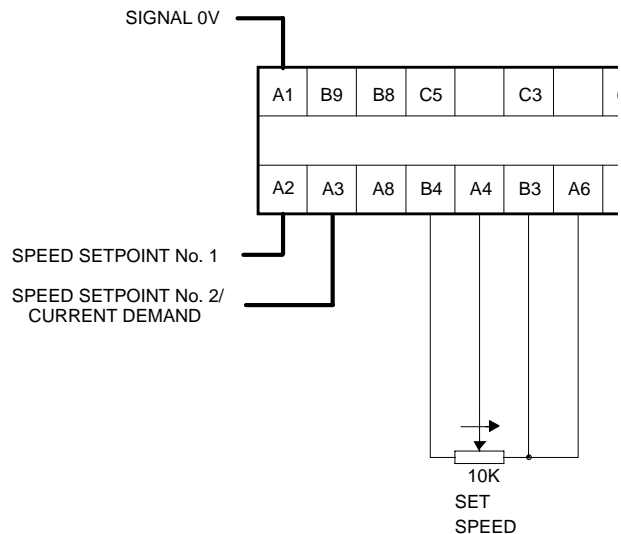 SIGNAL 0V
A1 B9 B8 C5 C3
A2 A3 A8 B4 A4 B3 A6
SPEED SETPOINT No. 1
SPEED SETPOINT No. 2/
CURRENT DEMAND
10K
SET
SPEED